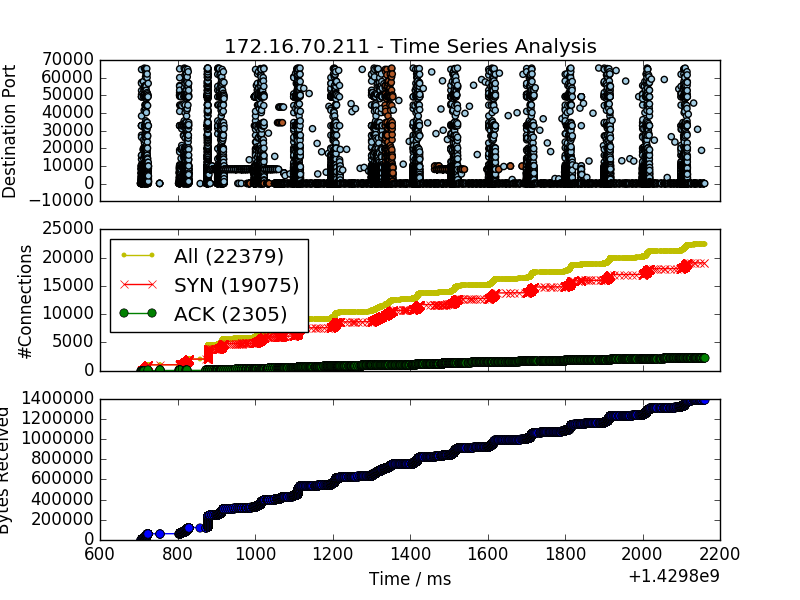 172.16.70.211 - Time Series Analysis
70000
60000
50000
40000
30000
20000
10000
0
−10000
Destination Port
25000
20000
15000
10000
5000
0
#Connections
All (22379)
SYN (19075)
ACK (2305)
1400000
1200000
1000000
800000
600000
400000
200000
0
Bytes Received
600 800 1000 1200 1400 1600 1800 2000 2200
Time / ms
+1.4298e9